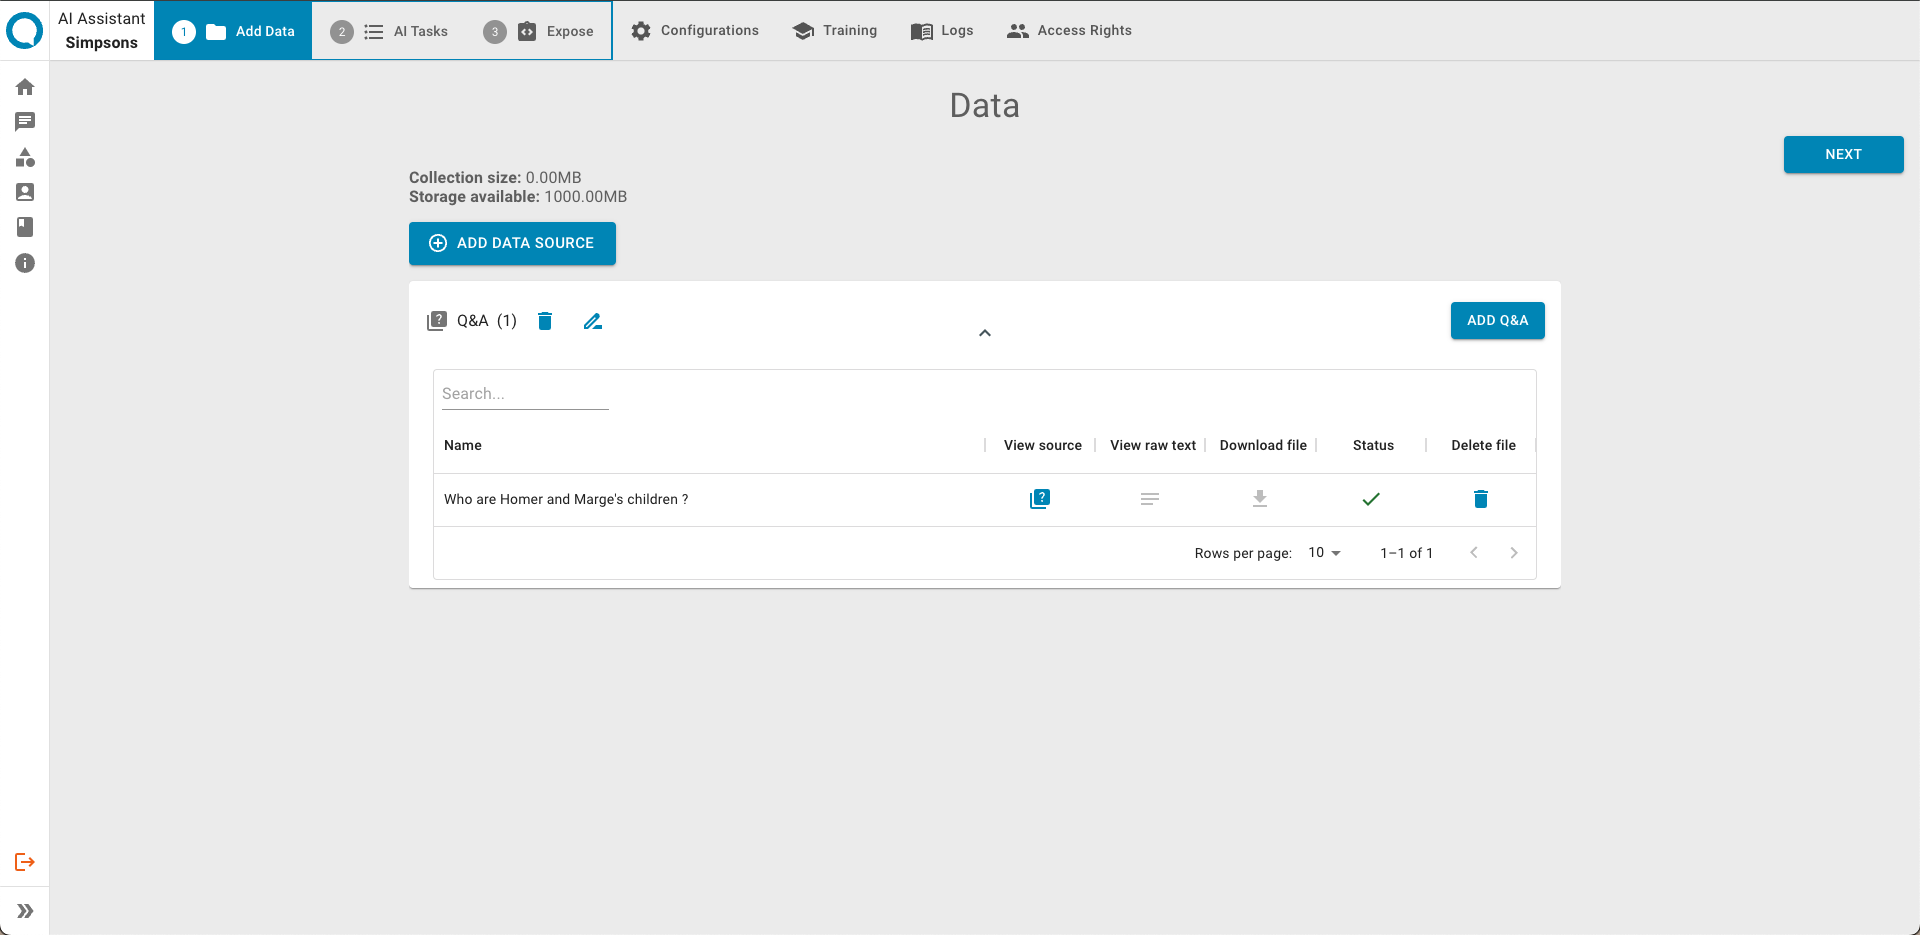 AI Assistant
Simpsons
1 Add Data
2 AI Tasks
3 Expose
Configurations
Training
Logs
Access Rights
Data
NEXT
Collection size: 0.00MB
Storage available: 1000.00MB
ADD DATA SOURCE
Q&A (1)
ADD Q&A
Search...
Name View source View raw text Download file Status Delete file
Who are Homer and Marge's children ?
Rows per page: 10 1–1 of 1